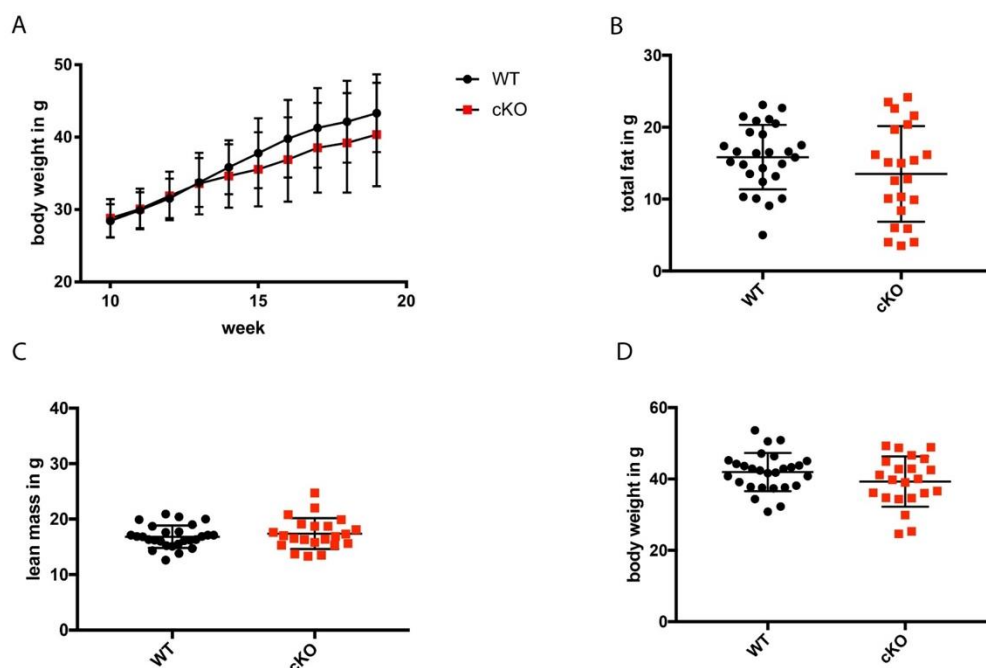 A
body weight in g
50
40
30
20
10
15
20
week
WT
cKO
B
total fat in g
30
20
10
0
WT
cKO
C
lean mass in g
40
30
20
10
0
WT
cKO
D
body weight in g
60
40
20
0
WT
cKO